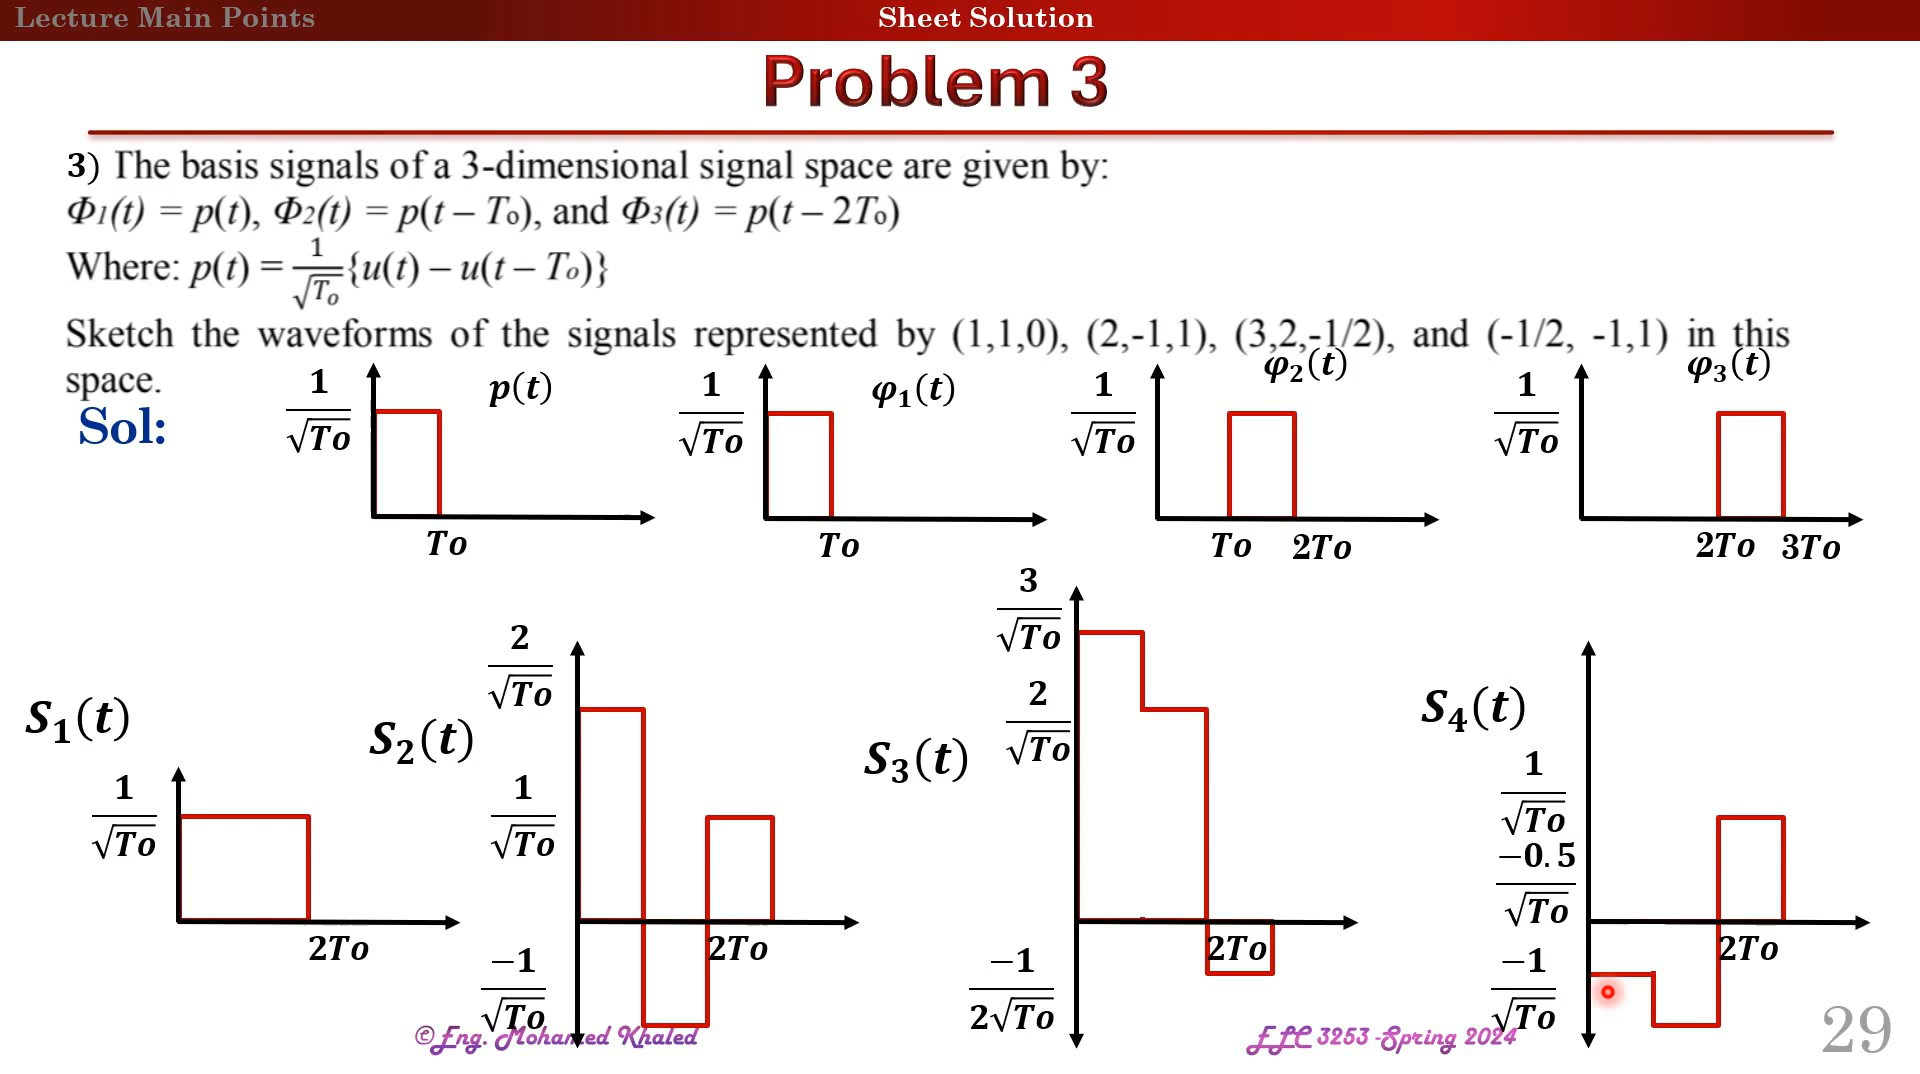 Lecture Main Points
Sheet Solution
Problem 3
3) The basis signals of a 3-dimensional signal space are given by:
Φ₁(t) = p(t), Φ₂(t) = p(t – T₀), and Φ₃(t) = p(t – 2T₀)
Where: p(t) = 1/√Tₒ {u(t) – u(t – Tₒ)}
Sketch the waveforms of the signals represented by (1,1,0), (2,-1,1), (3,2,-1/2), and (-1/2, -1,1) in this
space.
Sol:
1/√To
p(t)
To
1/√To
φ₁(t)
To
1/√To
φ₂(t)
To 2To
1/√To
φ₃(t)
2To 3To
S₁(t)
1/√To
2To
S₂(t)
2/√To
1/√To
−1/√To
2To
S₃(t)
3/√To
2/√To
−1/2√To
2To
S₄(t)
1/√To
−0.5/√To
−1/√To
2To
©Eng. Mohamed Khaled
EEC 3253 -Spring 2024
29